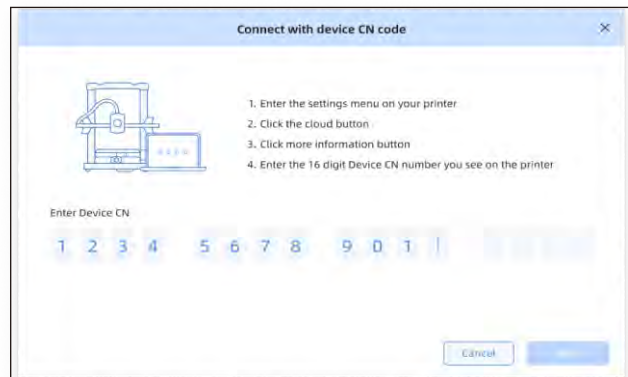 Connect with device CN code
1. Enter the settings menu on your printer
2. Click the cloud button
3. Click more information button
4. Enter the 16 digit Device CN number you see on the printer
Enter Device CN
1 2 3 4 5 6 7 8 9 0 1
Cancel